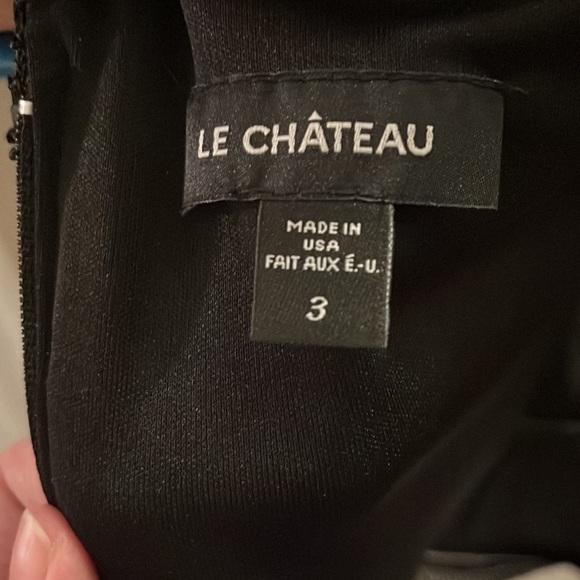 LE CHÂTEAU
MADE IN
USA
FAIT AUX É.-U.
3